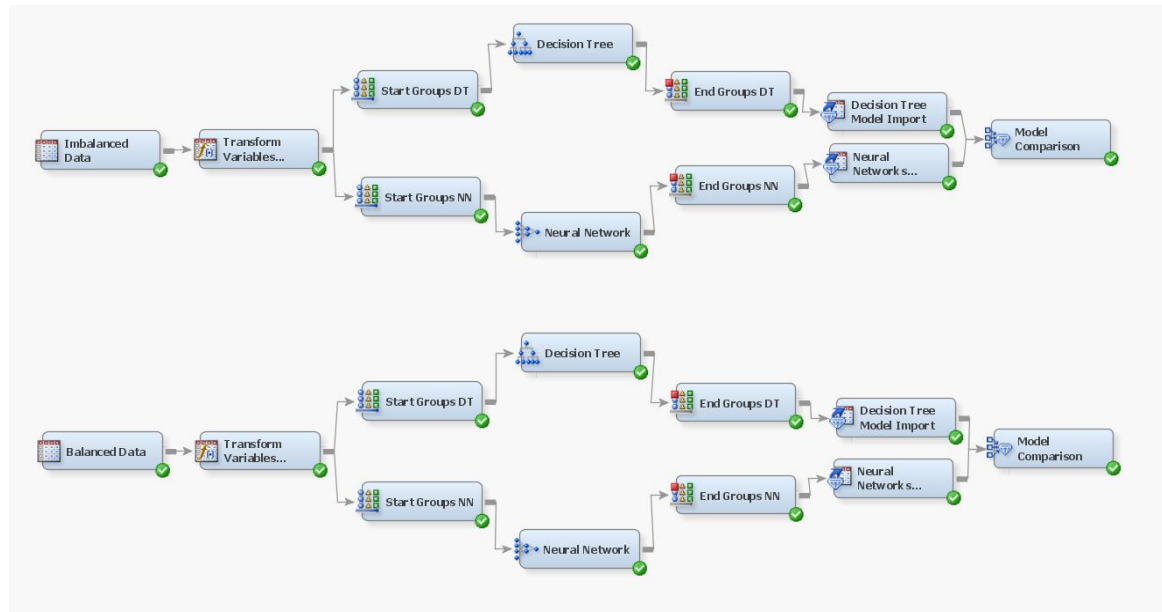 Decision Tree
Start Groups DT
End Groups DT
Decision Tree
Model Import
Imbalanced
Data
Transform
Variables...
Model
Comparison
Neural
Networks...
End Groups NN
Start Groups NN
Neural Network
Decision Tree
Start Groups DT
End Groups DT
Decision Tree
Model Import
Balanced Data
Transform
Variables...
Model
Comparison
Neural
Networks...
End Groups NN
Start Groups NN
Neural Network